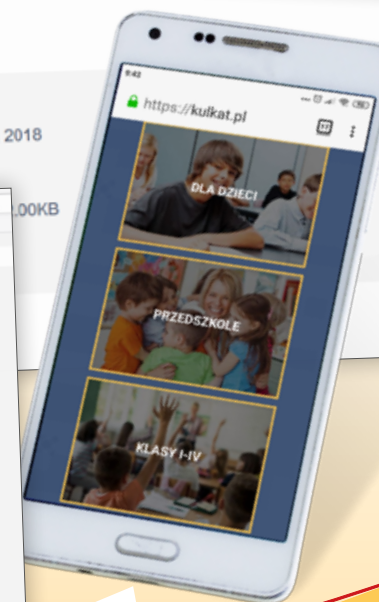 2018
.00KB
9:42
https://kulkat.pl
DLA DZIECI
PRZEDSZKOLE
KLASY I-IV